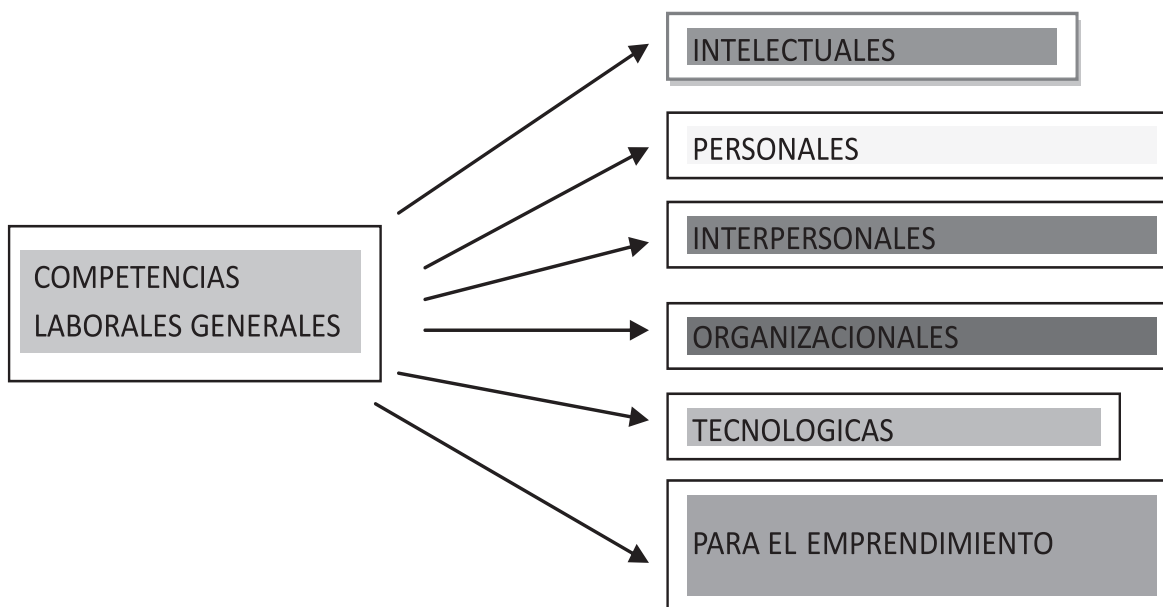 COMPETENCIAS
LABORALES GENERALES
INTELECTUALES
PERSONALES
INTERPERSONALES
ORGANIZACIONALES
TECNOLOGICAS
PARA EL EMPRENDIMIENTO